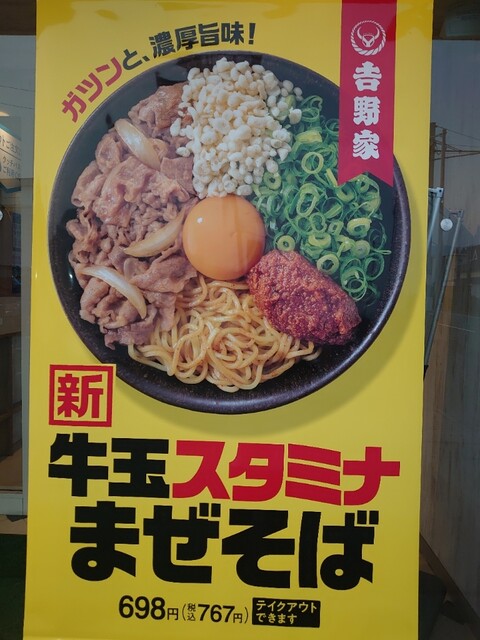 ガツンと、濃厚旨味!
吉野家
新
牛玉スタミナ
まぜそば
698円(税込767円)
テイクアウト
できます